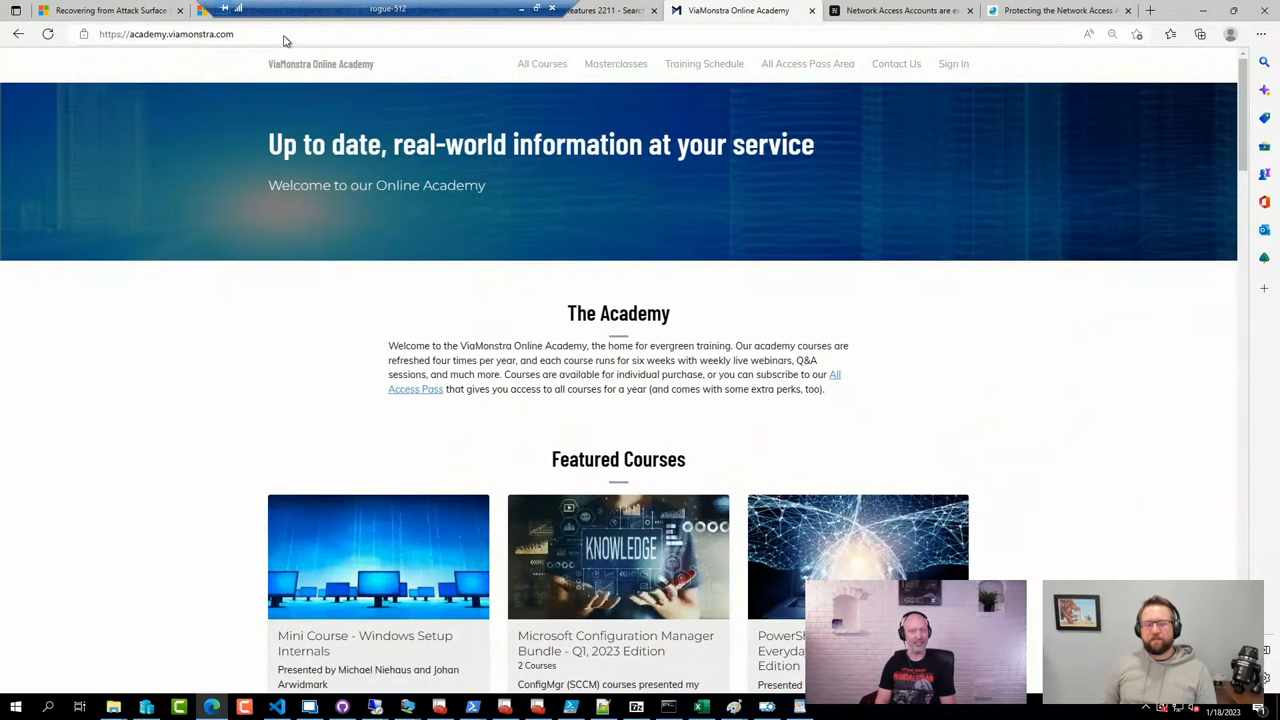 Recovering from Attack Surface
rogue-512
eatures 2211 - Search
ViaMonstra Online Academy
Network Access Accounts are ev
Protecting the Network Access A
https://academy.viamonstra.com
ViaMonstra Online Academy
All Courses
Masterclasses
Training Schedule
All Access Pass Area
Contact Us
Sign In
Up to date, real-world information at your service
Welcome to our Online Academy
The Academy
Welcome to the ViaMonstra Online Academy, the home for evergreen training. Our academy courses are
refreshed four times per year, and each course runs for six weeks with weekly live webinars, Q&A
sessions, and much more. Courses are available for individual purchase, or you can subscribe to our All
Access Pass that gives you access to all courses for a year (and comes with some extra perks, too).
Featured Courses
KNOWLEDGE
Mini Course - Windows Setup
Internals
Presented by Michael Niehaus and Johan
Arwidmark
Microsoft Configuration Manager
Bundle - Q1, 2023 Edition
2 Courses
ConfigMgr (SCCM) courses presented my
PowerSh
Everyda
Edition
Presented
MANDALORIAN
1/18/2023